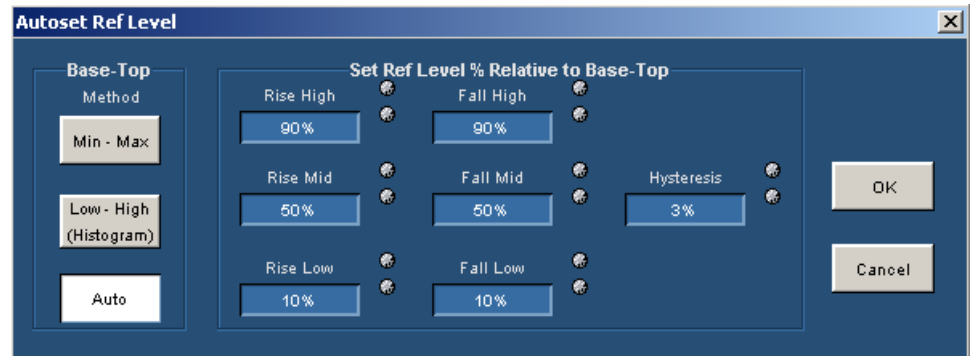 Autoset Ref Level
Base-Top
Method
Min - Max
Low - High
(Histogram)
Auto
Set Ref Level % Relative to Base-Top
Rise High
90%
Fall High
90%
Rise Mid
50%
Fall Mid
50%
Hysteresis
3%
Rise Low
10%
Fall Low
10%
OK
Cancel